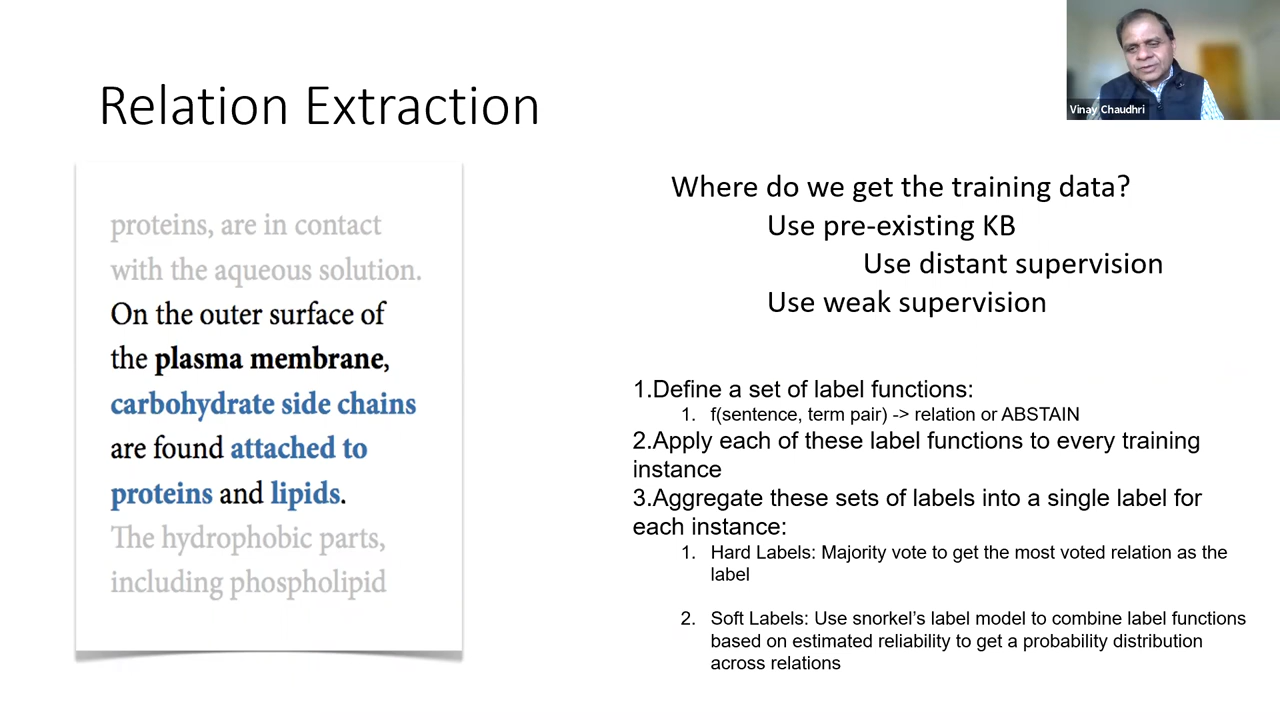 Relation Extraction
Vinay Chaudhri
proteins, are in contact
with the aqueous solution.
On the outer surface of
the plasma membrane,
carbohydrate side chains
are found attached to
proteins and lipids.
The hydrophobic parts,
including phospholipid
Where do we get the training data?
Use pre-existing KB
Use distant supervision
Use weak supervision
1.Define a set of label functions:
1. f(sentence, term pair) -> relation or ABSTAIN
2.Apply each of these label functions to every training
instance
3.Aggregate these sets of labels into a single label for
each instance:
1. Hard Labels: Majority vote to get the most voted relation as the
label
2. Soft Labels: Use snorkel's label model to combine label functions
based on estimated reliability to get a probability distribution
across relations